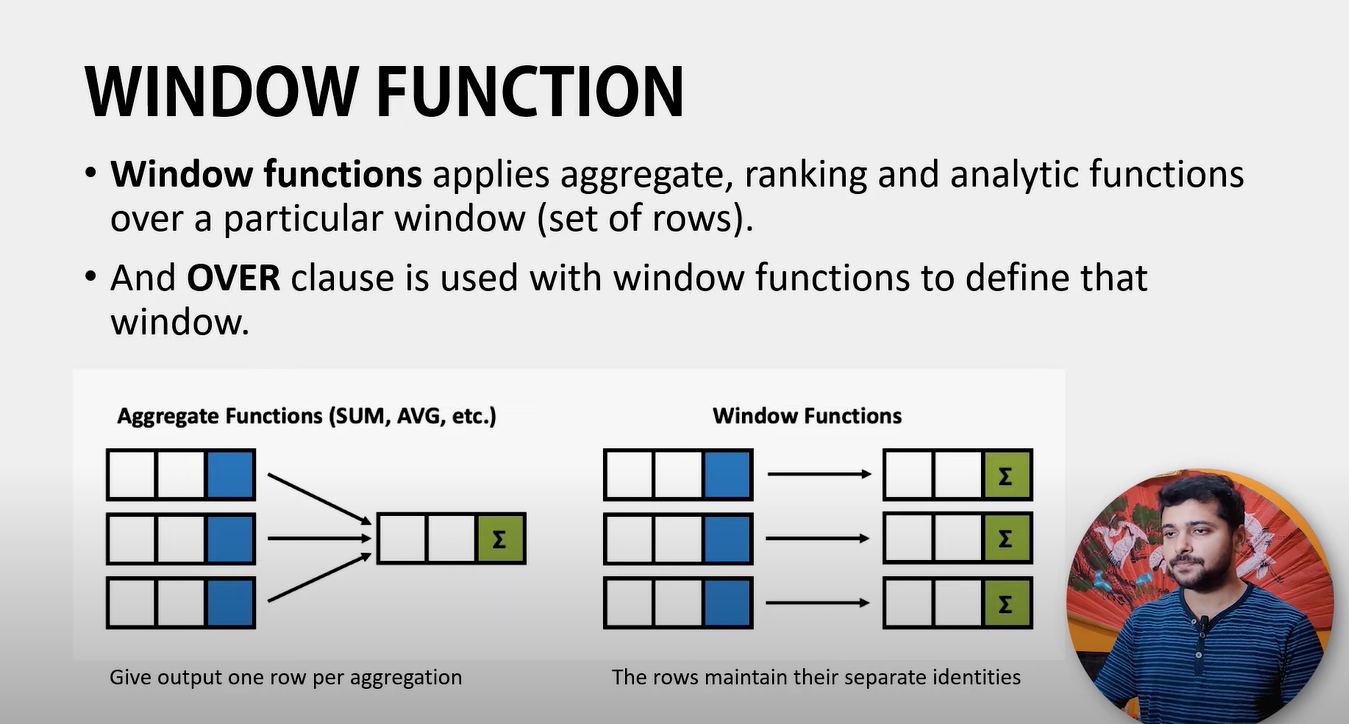 WINDOW FUNCTION
• Window functions applies aggregate, ranking and analytic functions
over a particular window (set of rows).
• And OVER clause is used with window functions to define that
window.
Aggregate Functions (SUM, AVG, etc.)
Window Functions
Σ
Σ
Σ
Σ
Give output one row per aggregation
The rows maintain their separate identities